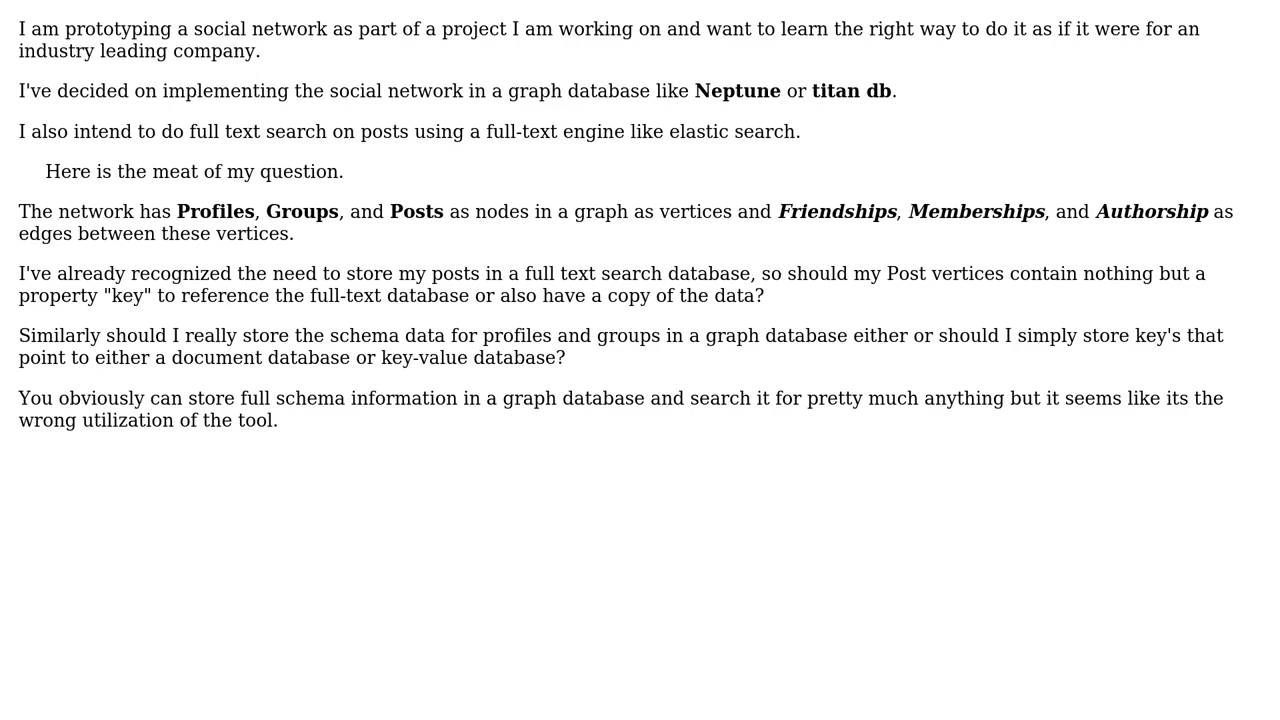 I am prototyping a social network as part of a project I am working on and want to learn the right way to do it as if it were for an
industry leading company.
I've decided on implementing the social network in a graph database like Neptune or titan db.
I also intend to do full text search on posts using a full-text engine like elastic search.
Here is the meat of my question.
The network has Profiles, Groups, and Posts as nodes in a graph as vertices and Friendships, Memberships, and Authorship as
edges between these vertices.
I've already recognized the need to store my posts in a full text search database, so should my Post vertices contain nothing but a
property "key" to reference the full-text database or also have a copy of the data?
Similarly should I really store the schema data for profiles and groups in a graph database either or should I simply store key's that
point to either a document database or key-value database?
You obviously can store full schema information in a graph database and search it for pretty much anything but it seems like its the
wrong utilization of the tool.